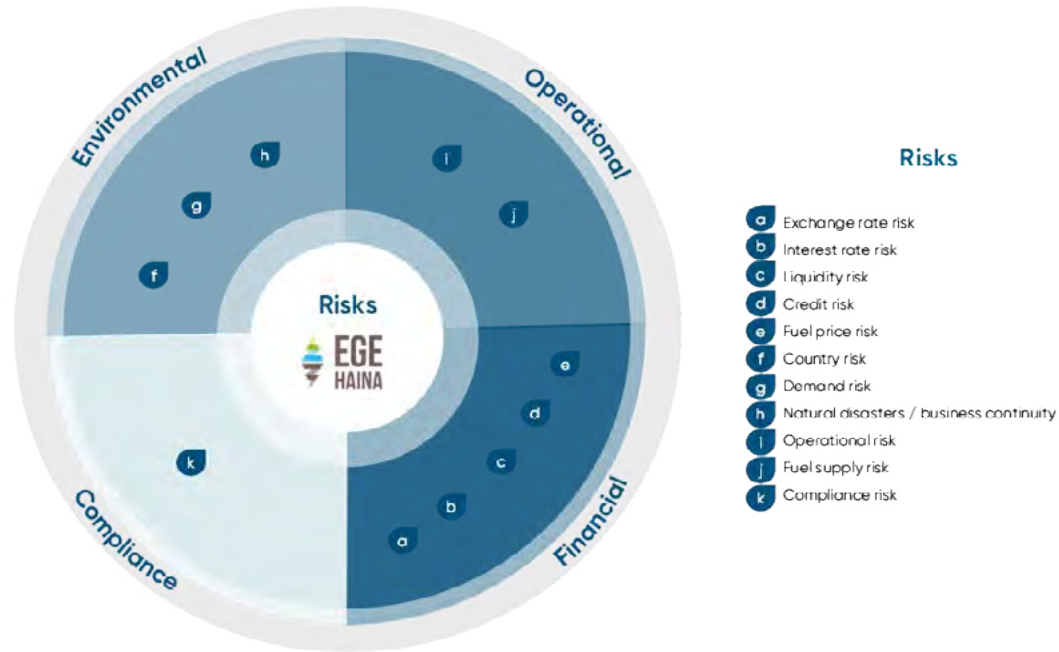 Environmental
Operational
h
i
g
j
f
Risks
EGE
HAINA
e
d
k
c
b
a
Compliance
Financial
Risks
a Exchange rate risk
b Interest rate risk
c Liquidity risk
d Credit risk
e Fuel price risk
f Country risk
g Demand risk
h Natural disasters / business continuity
i Operational risk
j Fuel supply risk
k Compliance risk